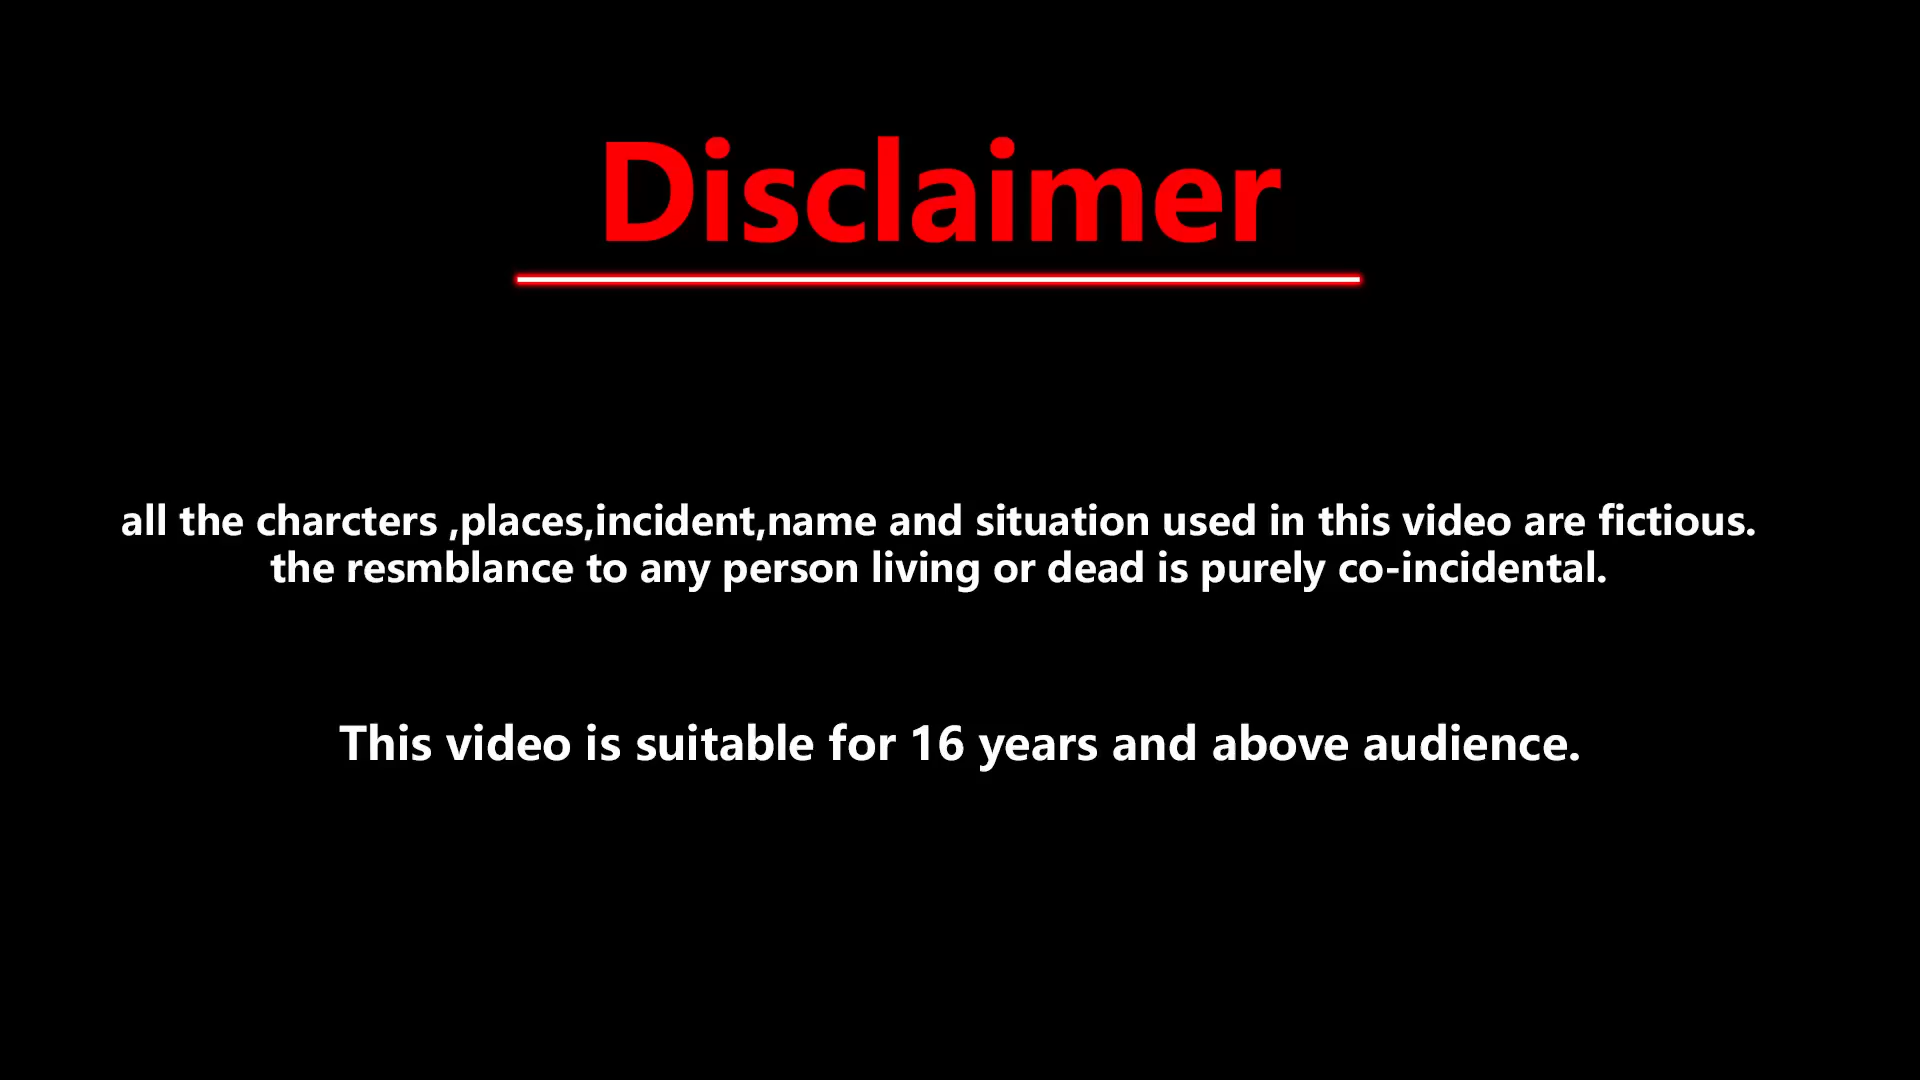 Disclaimer
all the charcters ,places,incident,name and situation used in this video are fictious.
the resmblance to any person living or dead is purely co-incidental.
This video is suitable for 16 years and above audience.